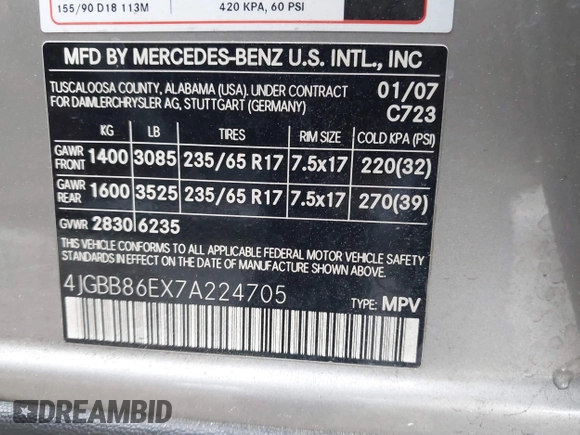 155/90 D18 113M 420 KPA, 60 PSI
MFD BY MERCEDES-BENZ U.S. INTL., INC
TUSCALOOSA COUNTY, ALABAMA (USA). UNDER CONTRACT 01/07
FOR DAIMLERCHRYSLER AG, STUTTGART (GERMANY) C723
KG LB TIRES RIM SIZE COLD KPA (PSI)
GAWR FRONT 1400 3085 235/65 R17 7.5x17 220(32)
GAWR REAR 1600 3525 235/65 R17 7.5x17 270(39)
GVWR 2830 6235
THIS VEHICLE CONFORMS TO ALL APPLICABLE FEDERAL MOTOR VEHICLE SAFETY
STANDARDS IN EFFECT ON THE DATE OF MANUFACTURE SHOWN ABOVE.
4JGBB86EX7A224705 TYPE: MPV
DREAMBID